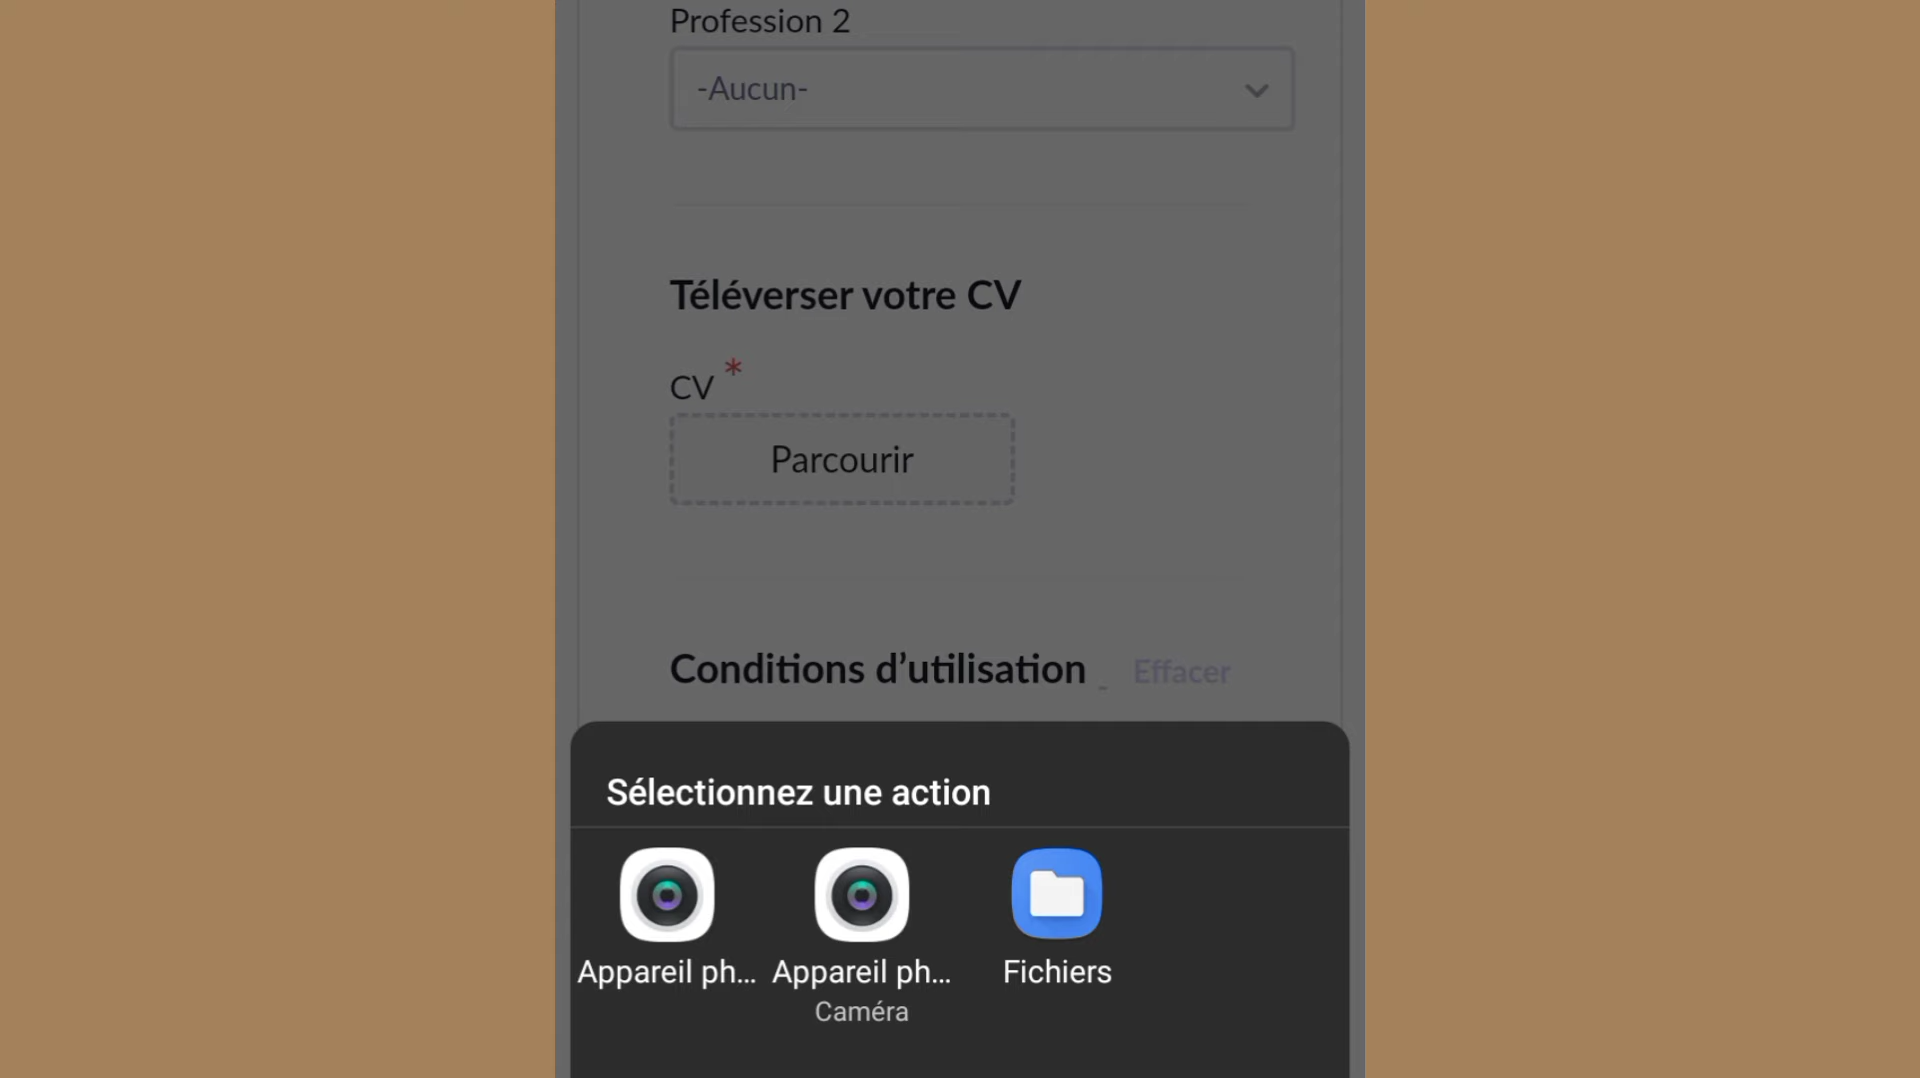 Profession 2
-Aucun-
Téléverser votre CV
CV *
Parcourir
Conditions d’utilisation - Effacer
Sélectionnez une action
Appareil ph... Appareil ph... Fichiers
Caméra